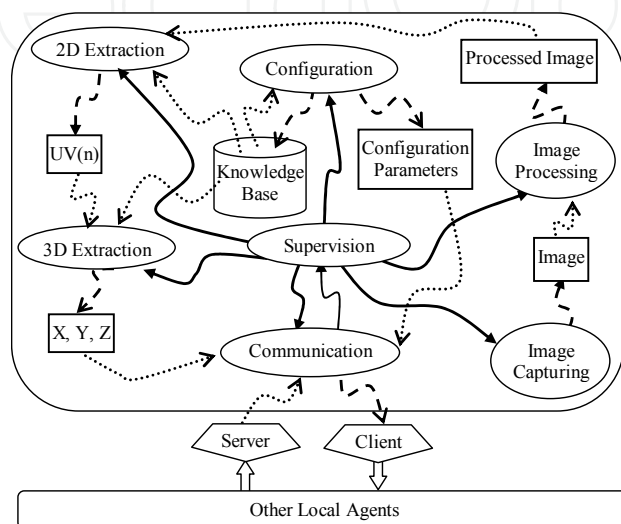 2D Extraction
Configuration
Processed Image
UV(n)
Knowledge
Base
Configuration
Parameters
Image
Processing
3D Extraction
Supervision
Image
X, Y, Z
Communication
Image
Capturing
Server
Client
Other Local Agents